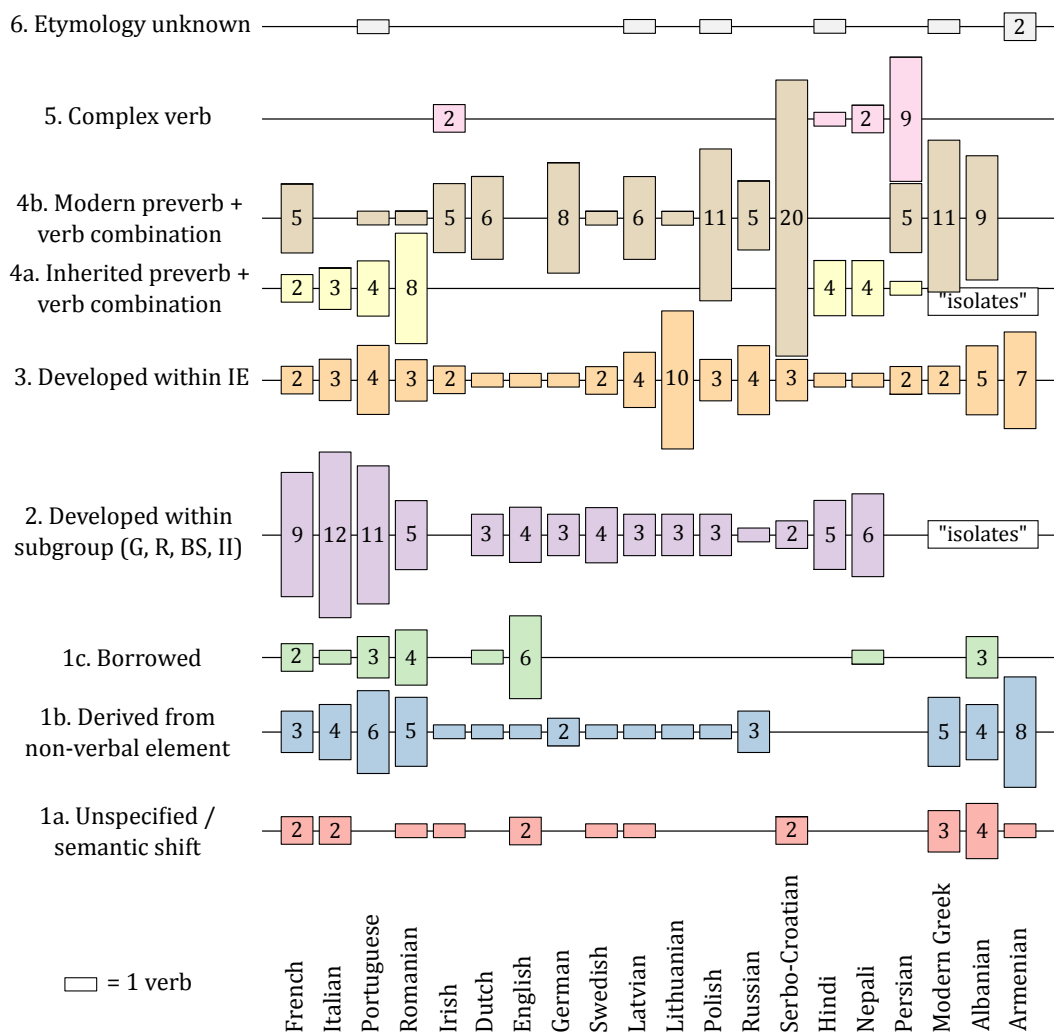 6. Etymology unknown
2
5. Complex verb
2 2 9
4b. Modern preverb +
verb combination
5 5 6 8 6 11 5 20 5 11 9
4a. Inherited preverb +
verb combination
2 3 4 8 4 4 "isolates"
3. Developed within IE
2 3 4 3 2 2 4 10 3 4 3 2 2 5 7
2. Developed within
subgroup (G, R, BS, II)
9 12 11 5 3 4 3 4 3 3 3 2 5 6 "isolates"
1c. Borrowed
2 3 4 6 3
1b. Derived from
non-verbal element
3 4 6 5 2 3 5 4 8
1a. Unspecified /
semantic shift
2 2 2 2 3 4
= 1 verb
French
Italian
Portuguese
Romanian
Irish
Dutch
English
German
Swedish
Latvian
Lithuanian
Polish
Russian
Serbo-Croatian
Hindi
Nepali
Persian
Modern Greek
Albanian
Armenian